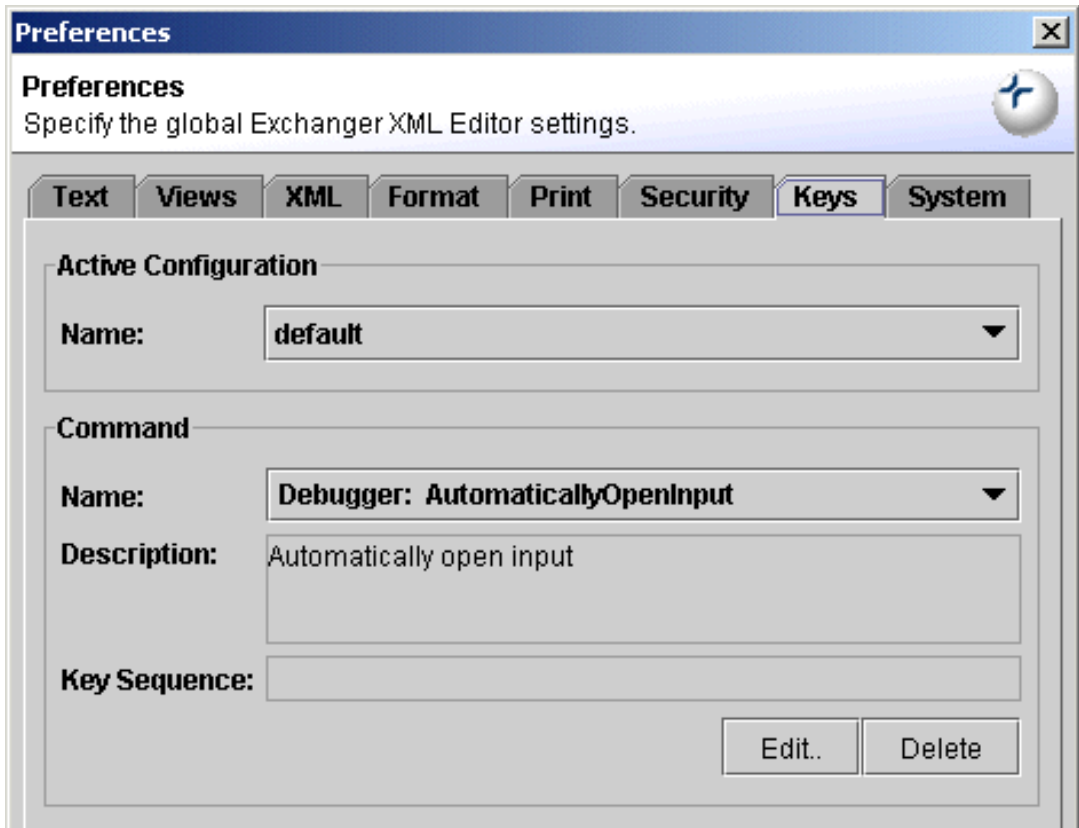 Preferences
Preferences
Specify the global Exchanger XML Editor settings.
Text Views XML Format Print Security Keys System
Active Configuration
Name: default
Command
Name: Debugger: AutomaticallyOpenInput
Description: Automatically open input
Key Sequence:
Edit.. Delete